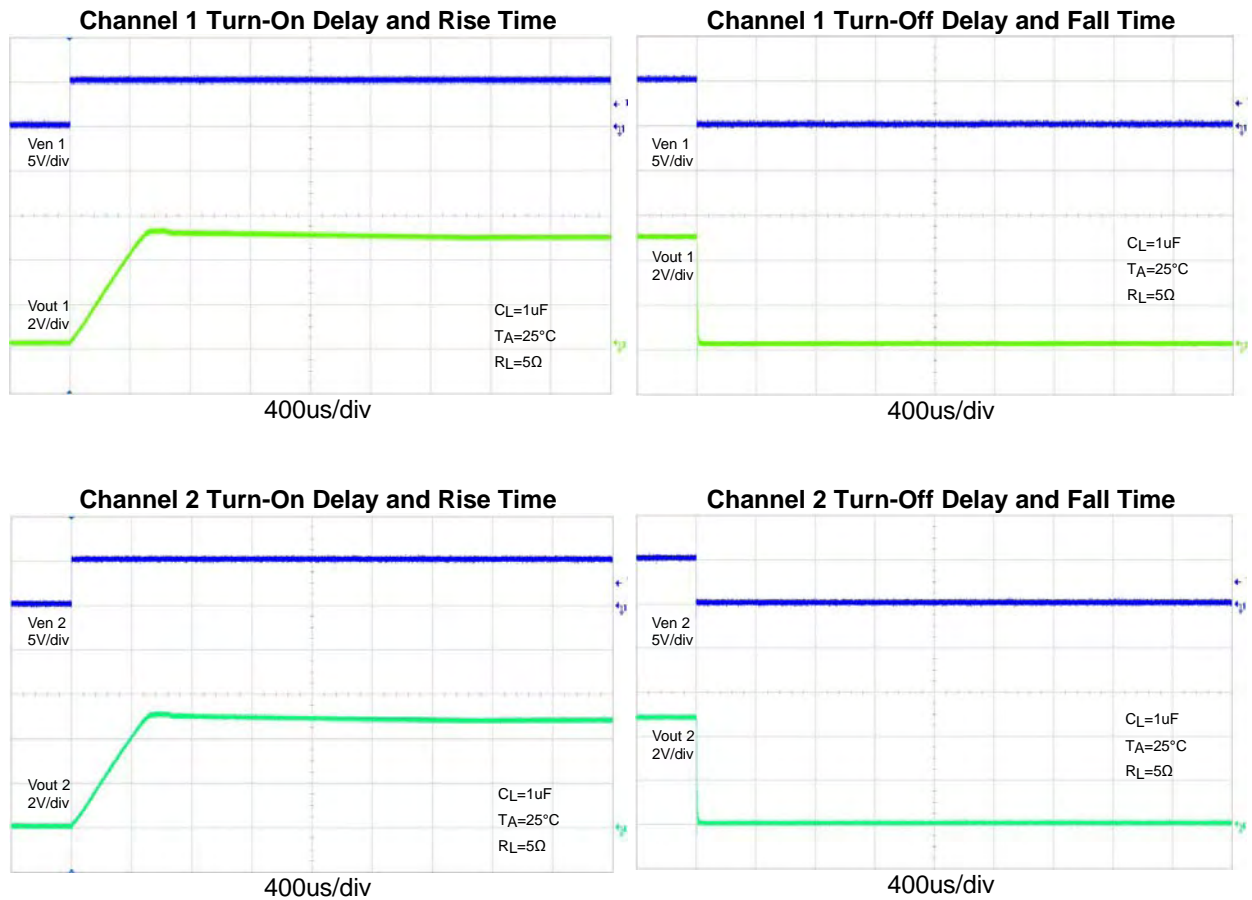 Channel 1 Turn-On Delay and Rise Time
Ven 1
5V/div
Vout 1
2V/div
CL=1uF
TA=25°C
RL=5Ω
400us/div
Channel 1 Turn-Off Delay and Fall Time
Ven 1
5V/div
Vout 1
2V/div
CL=1uF
TA=25°C
RL=5Ω
400us/div
Channel 2 Turn-On Delay and Rise Time
Ven 2
5V/div
Vout 2
2V/div
CL=1uF
TA=25°C
RL=5Ω
400us/div
Channel 2 Turn-Off Delay and Fall Time
Ven 2
5V/div
Vout 2
2V/div
CL=1uF
TA=25°C
RL=5Ω
400us/div